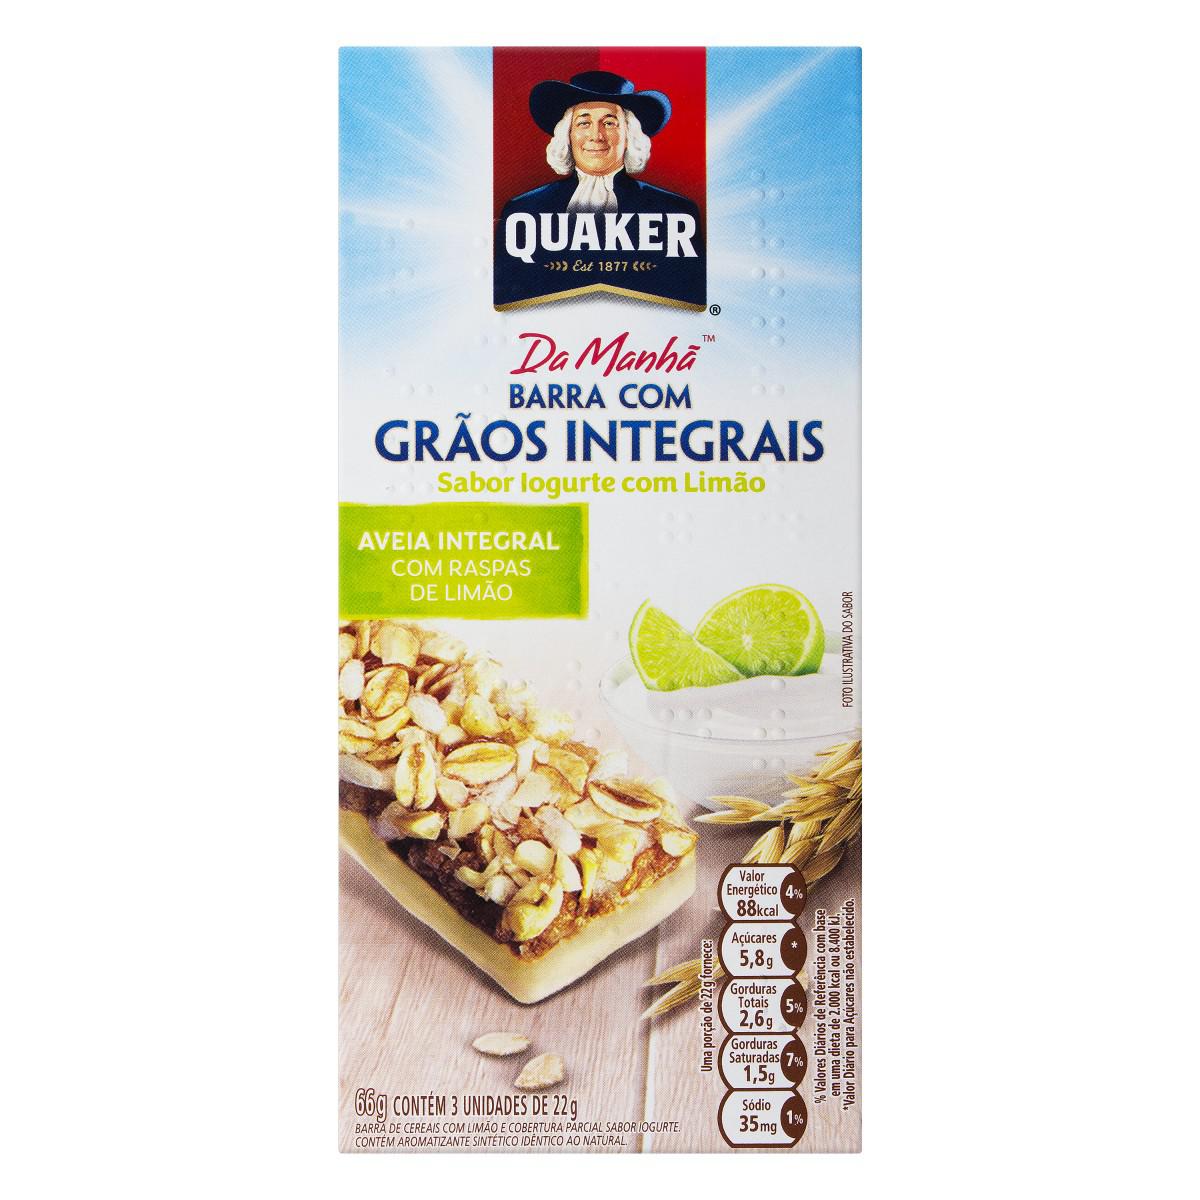 QUAKER
Est 1877
®
Da Manhã™
BARRA COM
GRÃOS INTEGRAIS
Sabor Iogurte com Limão
AVEIA INTEGRAL
COM RASPAS
DE LIMÃO
FOTO ILUSTRATIVA DO SABOR
Uma porção de 22g fornece:
Valor
Energético
88kcal
4%
Açúcares
5,8g
*
Gorduras
Totais
2,6g
5%
Gorduras
Saturadas
1,5g
7%
Sódio
35mg
1%
% Valores Diários de Referência com base
em uma dieta de 2.000 kcal ou 8.400 kJ.
*Valor Diário para Açúcares não estabelecido.
66g CONTÉM 3 UNIDADES DE 22g
BARRA DE CEREAIS COM LIMÃO E COBERTURA PARCIAL SABOR IOGURTE.
CONTÉM AROMATIZANTE SINTÉTICO IDÊNTICO AO NATURAL.